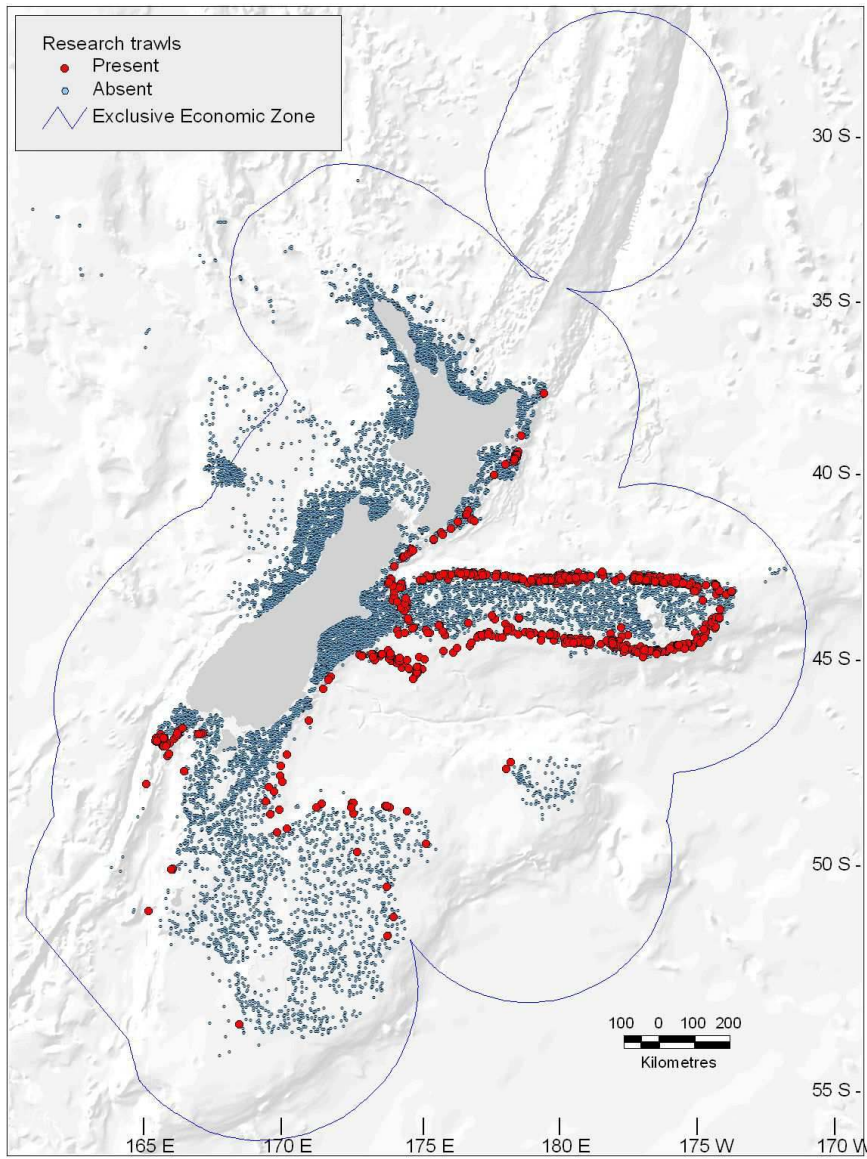 Research trawls
Present
Absent
Exclusive Economic Zone
30 S -
35 S -
40 S -
45 S -
50 S -
55 S -
100 0 100 200
Kilometres
165 E 170 E 175 E 180 E 175 W 170 W